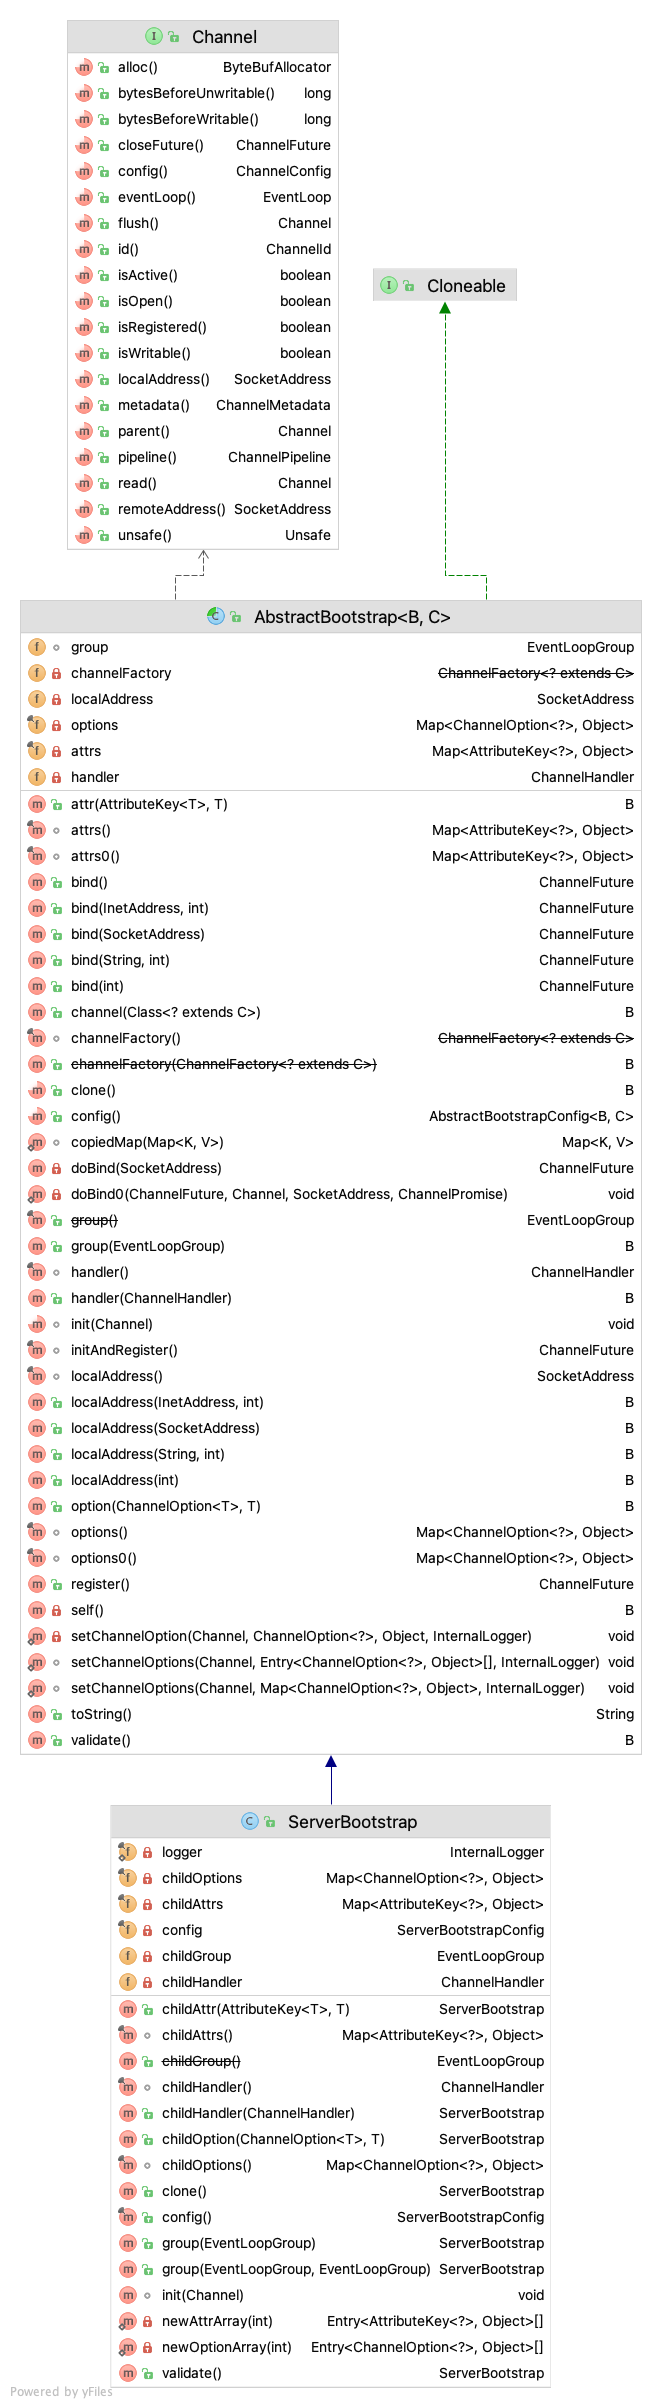 Channel
alloc() ByteBufAllocator
bytesBeforeUnwritable() long
bytesBeforeWritable() long
closeFuture() ChannelFuture
config() ChannelConfig
eventLoop() EventLoop
flush() Channel
id() ChannelId
isActive() boolean
isOpen() boolean
isRegistered() boolean
isWritable() boolean
localAddress() SocketAddress
metadata() ChannelMetadata
parent() Channel
pipeline() ChannelPipeline
read() Channel
remoteAddress() SocketAddress
unsafe() Unsafe
Cloneable
AbstractBootstrap<B, C>
group EventLoopGroup
channelFactory ChannelFactory<? extends C>
localAddress SocketAddress
options Map<ChannelOption<?>, Object>
attrs Map<AttributeKey<?>, Object>
handler ChannelHandler
attr(AttributeKey<T>, T) B
attrs() Map<AttributeKey<?>, Object>
attrs0() Map<AttributeKey<?>, Object>
bind() ChannelFuture
bind(InetAddress, int) ChannelFuture
bind(SocketAddress) ChannelFuture
bind(String, int) ChannelFuture
bind(int) ChannelFuture
channel(Class<? extends C>) B
channelFactory() ChannelFactory<? extends C>
channelFactory(ChannelFactory<? extends C>) B
clone() B
config() AbstractBootstrapConfig<B, C>
copiedMap(Map<K, V>) Map<K, V>
doBind(SocketAddress) ChannelFuture
doBind0(ChannelFuture, Channel, SocketAddress, ChannelPromise) void
group() EventLoopGroup
group(EventLoopGroup) B
handler() ChannelHandler
handler(ChannelHandler) B
init(Channel) void
initAndRegister() ChannelFuture
localAddress() SocketAddress
localAddress(InetAddress, int) B
localAddress(SocketAddress) B
localAddress(String, int) B
localAddress(int) B
option(ChannelOption<T>, T) B
options() Map<ChannelOption<?>, Object>
options0() Map<ChannelOption<?>, Object>
register() ChannelFuture
self() B
setChannelOption(Channel, ChannelOption<?>, Object, InternalLogger) void
setChannelOptions(Channel, Entry<ChannelOption<?>, Object>[], InternalLogger) void
setChannelOptions(Channel, Map<ChannelOption<?>, Object>, InternalLogger) void
toString() String
validate() B
ServerBootstrap
logger InternalLogger
childOptions Map<ChannelOption<?>, Object>
childAttrs Map<AttributeKey<?>, Object>
config ServerBootstrapConfig
childGroup EventLoopGroup
childHandler ChannelHandler
childAttr(AttributeKey<T>, T) ServerBootstrap
childAttrs() Map<AttributeKey<?>, Object>
childGroup() EventLoopGroup
childHandler() ChannelHandler
childHandler(ChannelHandler) ServerBootstrap
childOption(ChannelOption<T>, T) ServerBootstrap
childOptions() Map<ChannelOption<?>, Object>
clone() ServerBootstrap
config() ServerBootstrapConfig
group(EventLoopGroup) ServerBootstrap
group(EventLoopGroup, EventLoopGroup) ServerBootstrap
init(Channel) void
newAttrArray(int) Entry<AttributeKey<?>, Object>[]
newOptionArray(int) Entry<ChannelOption<?>, Object>[]
validate() ServerBootstrap
Powered by yFiles